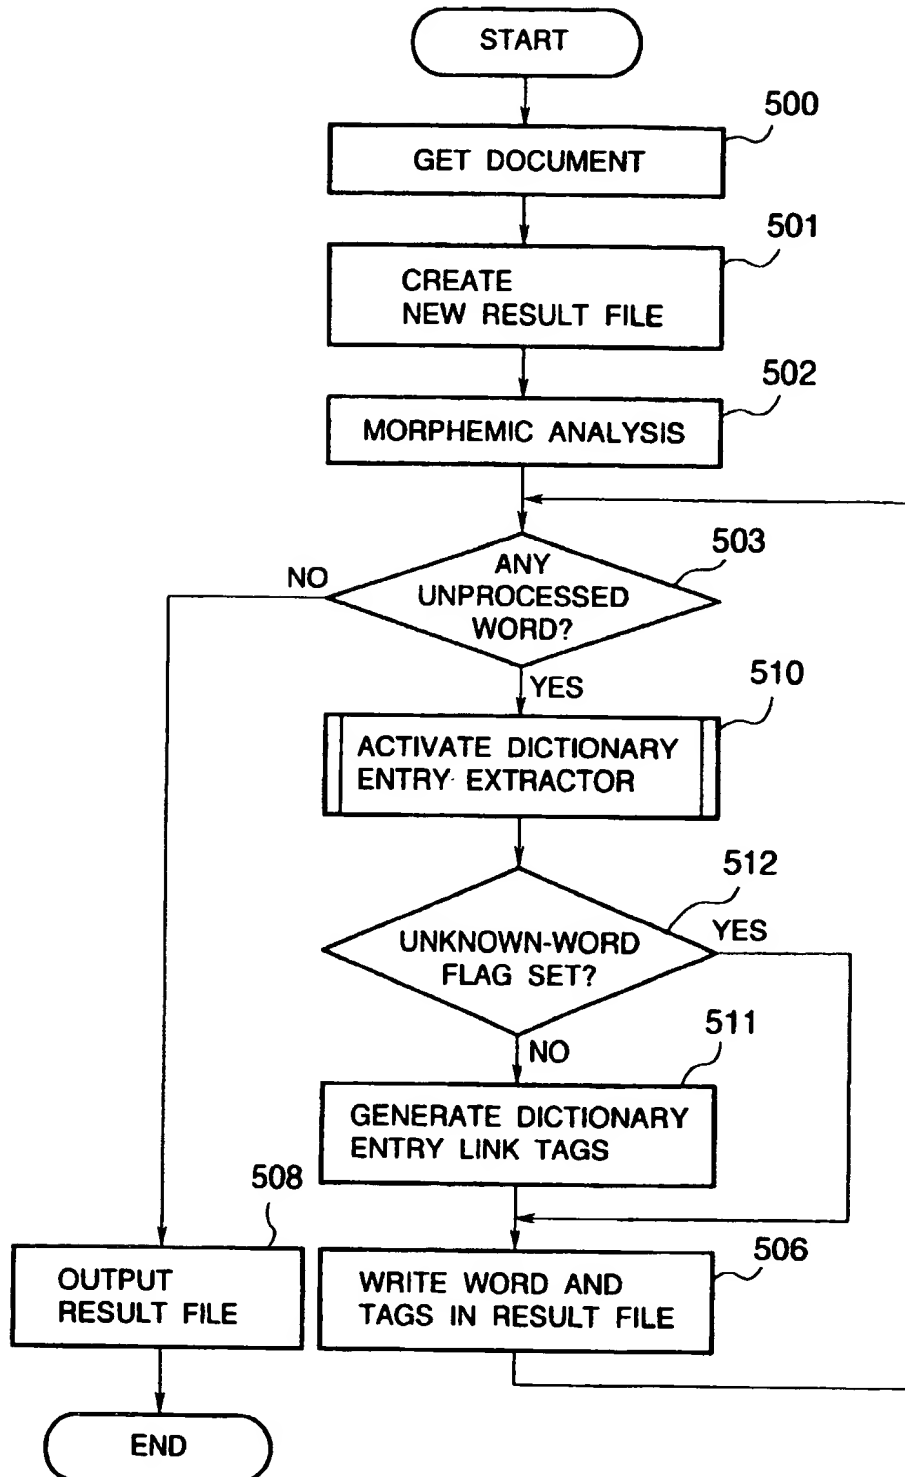 START
500
GET DOCUMENT
501
CREATE
NEW RESULT FILE
502
MORPHEMIC ANALYSIS
503
ANY
UNPROCESSED
WORD?
NO
YES
510
ACTIVATE DICTIONARY
ENTRY EXTRACTOR
512
UNKNOWN-WORD
FLAG SET?
YES
NO
511
GENERATE DICTIONARY
ENTRY LINK TAGS
508
OUTPUT
RESULT FILE
506
WRITE WORD AND
TAGS IN RESULT FILE
END